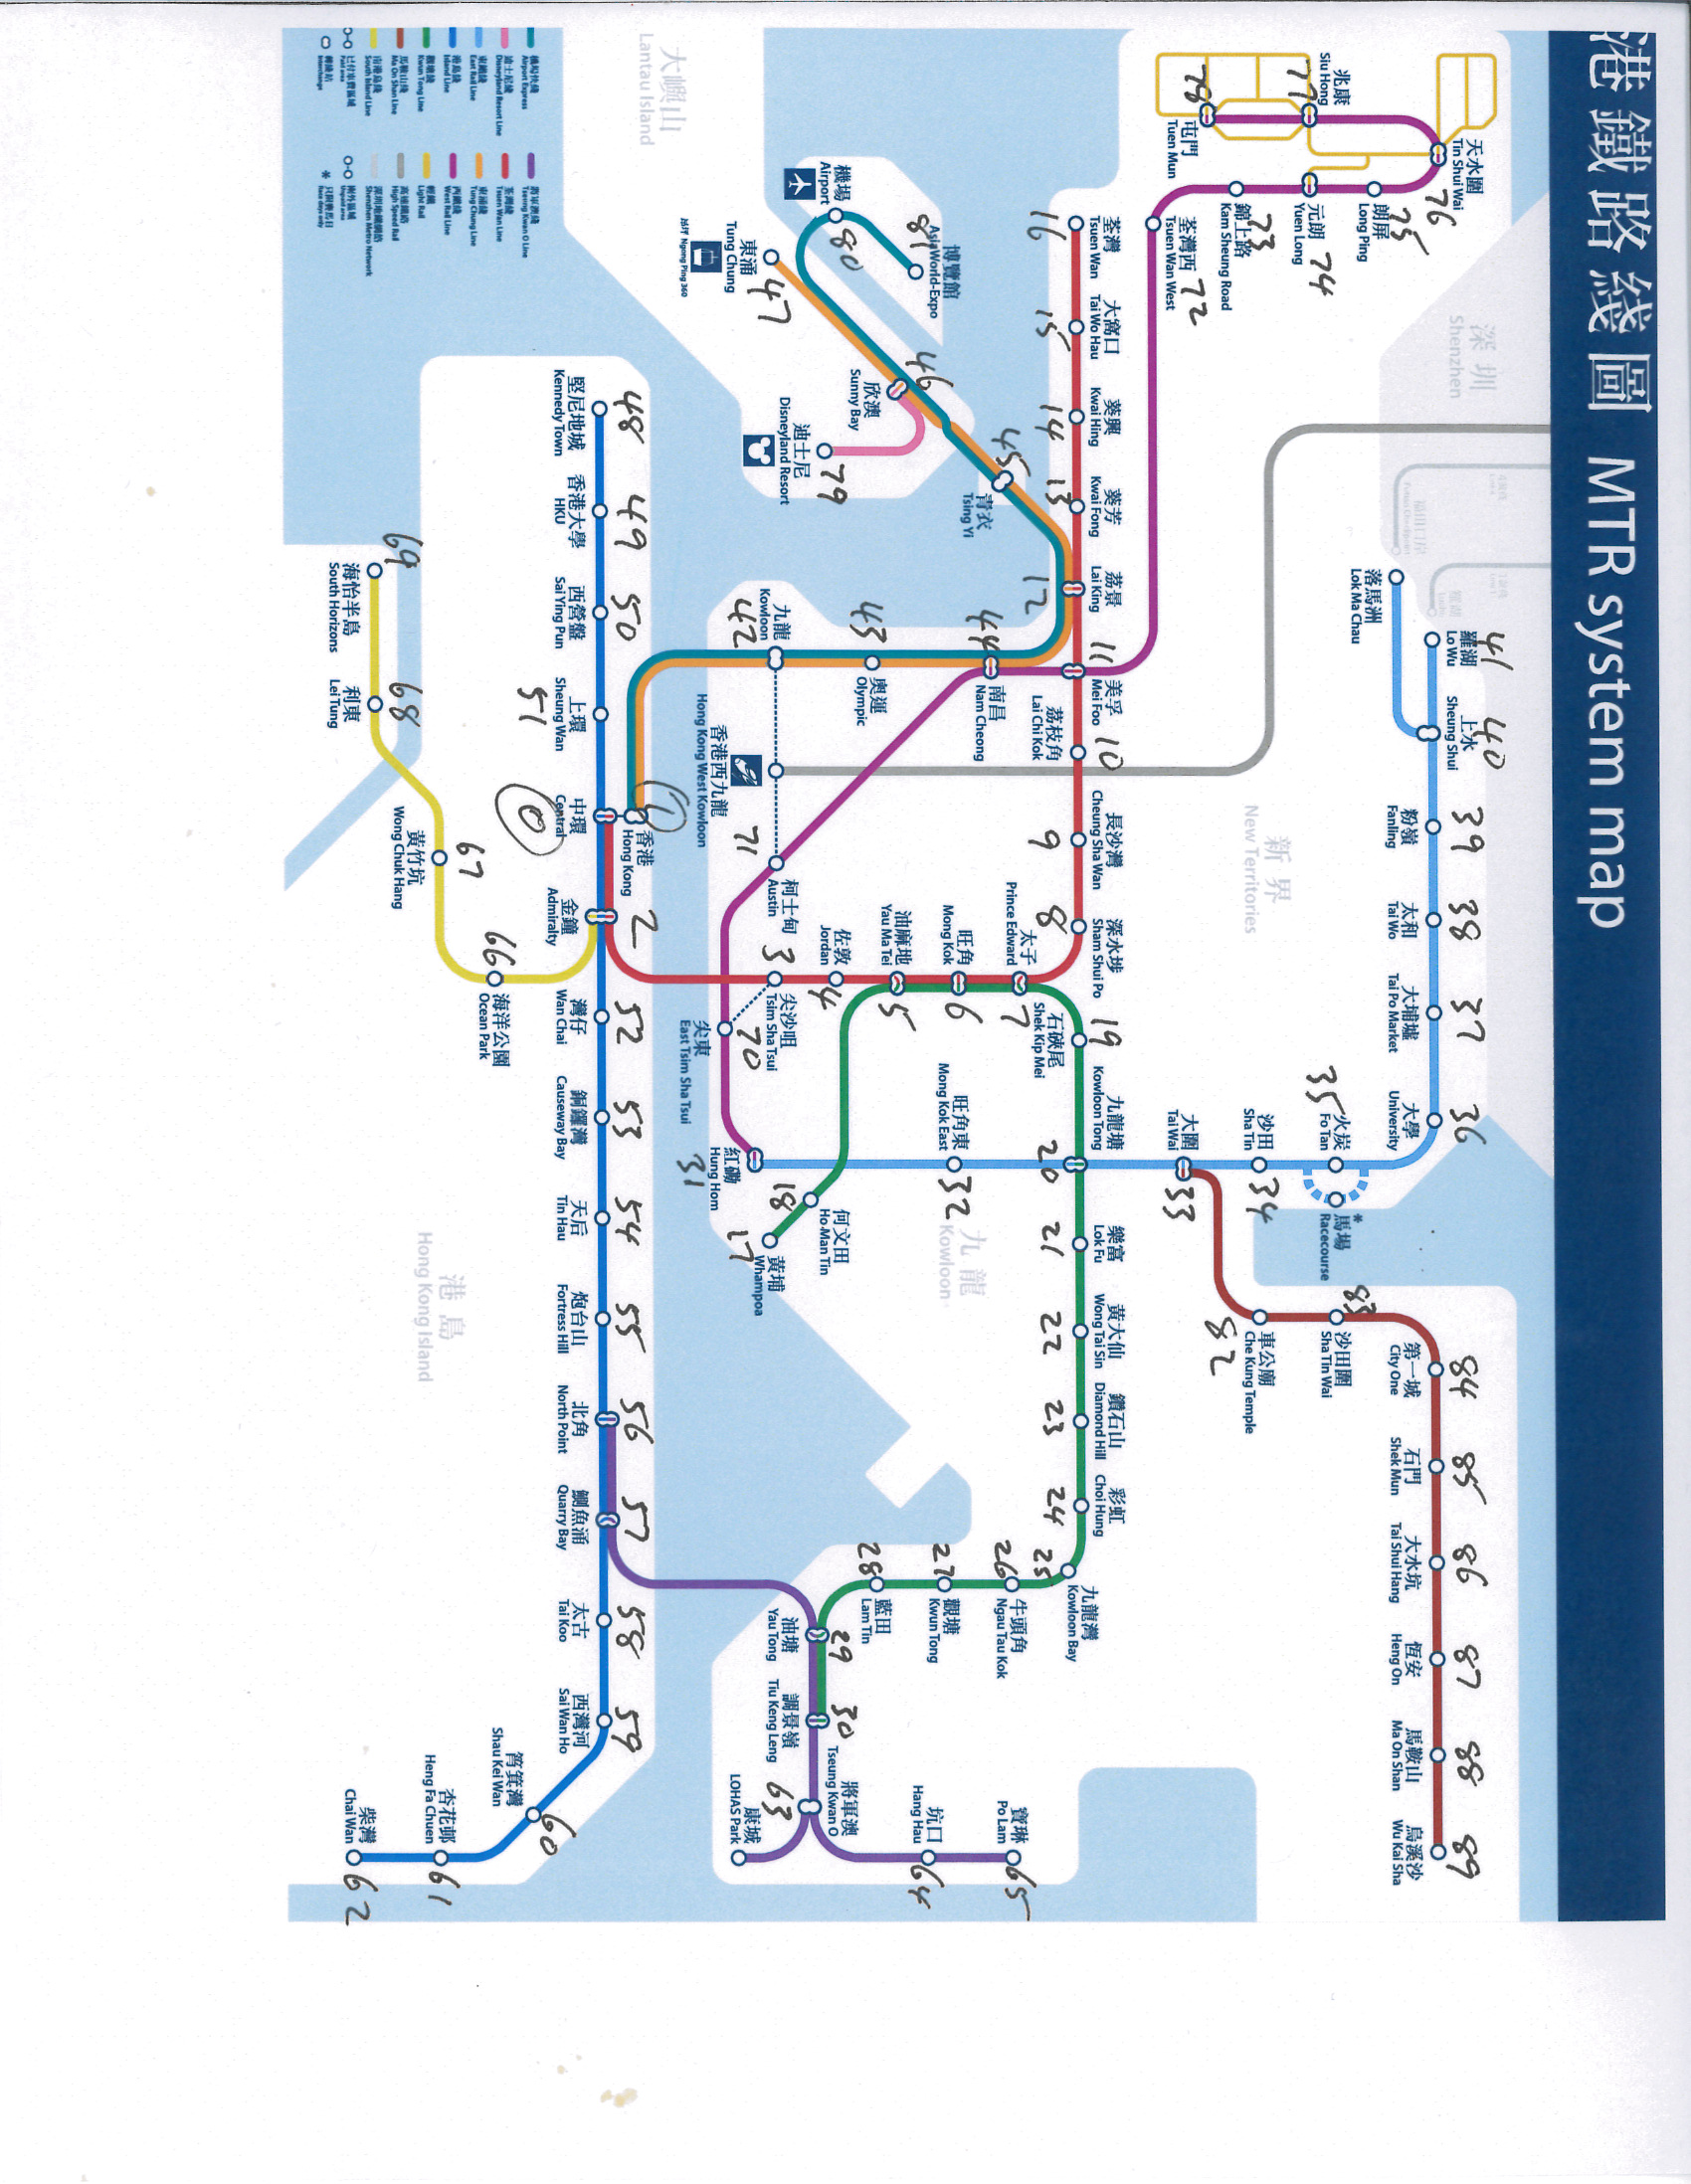 港鐵路綫圖 MTR system map
深圳
Shenzhen
41
羅湖
Lo Wu
40
上水
Sheung Shui
39
粉嶺
Fanling
38
太和
Tai Wo
37
大埔墟
Tai Po Market
36
大學
University
落馬洲
Lok Ma Chau
福田口岸
Futian Checkpoint
羅湖
84
第一城
City One
85
石門
Shek Mun
86
大水坑
Tai Shui Hang
87
恆安
Heng On
88
馬鞍山
Ma On Shan
89
烏溪沙
Wu Kai Sha
天水圍
Tin Shui Wai
76
75
朗屏
Long Ping
兆康
Siu Hong
77
元朗
Yuen Long
74
73
錦上路
Kam Sheung Road
78
屯門
Tuen Mun
荃灣西
Tsuen Wan West
72
新界
New Territories
35
火炭
Fo Tan
*
馬場
Racecourse
83
沙田圍
Sha Tin Wai
沙田
Sha Tin
34
車公廟
Che Kung Temple
82
大圍
Tai Wai
33
荃灣
Tsuen Wan
16
大窩口
Tai Wo Hau
15
葵興
Kwai Hing
14
葵芳
Kwai Fong
13
荔景
Lai King
12
11
美孚
Mei Foo
10
荔枝角
Lai Chi Kok
長沙灣
Cheung Sha Wan
9
深水埗
Sham Shui Po
8
19
石硤尾
Shek Kip Mei
九龍塘
Kowloon Tong
20
樂富
Lok Fu
21
黃大仙
Wong Tai Sin
22
鑽石山
Diamond Hill
23
彩虹
Choi Hung
24
九龍灣
Kowloon Bay
25
26
牛頭角
Ngau Tau Kok
27
觀塘
Kwun Tong
28
藍田
Lam Tin
29
油塘
Yau Tong
30
調景嶺
Tiu Keng Leng
將軍澳
Tseung Kwan O
63
寶琳
Po Lam
65
坑口
Hang Hau
64
康城
LOHAS Park
太子
Prince Edward
7
旺角
Mong Kok
6
油麻地
Yau Ma Tei
5
佐敦
Jordan
4
3
尖沙咀
Tsim Sha Tsui
旺角東
Mong Kok East
32
九龍
Kowloon
何文田
Ho Man Tin
18
黃埔
Whampoa
17
45
青衣
Tsing Yi
44
南昌
Nam Cheong
博覽館
AsiaWorld-Expo
81
46
欣澳
Sunny Bay
機場
Airport
80
79
迪士尼
Disneyland Resort
47
東涌
Tung Chung
昂坪 Ngong Ping 360
43
奧運
Olympic
九龍
Kowloon
42
香港西九龍
Hong Kong West Kowloon
柯士甸
Austin
71
70
尖東
East Tsim Sha Tsui
紅磡
Hung Hom
31
大嶼山
Lantau Island
1
香港
Hong Kong
48
堅尼地城
Kennedy Town
49
香港大學
HKU
50
西營盤
Sai Ying Pun
上環
Sheung Wan
51
中環
Central
0
2
金鐘
Admiralty
52
灣仔
Wan Chai
53
銅鑼灣
Causeway Bay
54
天后
Tin Hau
55
炮台山
Fortress Hill
56
北角
North Point
57
鰂魚涌
Quarry Bay
58
太古
Tai Koo
59
西灣河
Sai Wan Ho
60
筲箕灣
Shau Kei Wan
杏花邨
Heng Fa Chuen
61
柴灣
Chai Wan
62
66
海洋公園
Ocean Park
67
黃竹坑
Wong Chuk Hang
68
利東
Lei Tung
69
海怡半島
South Horizons
港島
Hong Kong Island
機場快綫
Airport Express
迪士尼綫
Disneyland Resort Line
東鐵綫
East Rail Line
港島綫
Island Line
觀塘綫
Kwun Tong Line
馬鞍山綫
Ma On Shan Line
南港島綫
South Island Line
已付車費區域
Paid area
轉綫站
Interchange
將軍澳綫
Tseung Kwan O Line
荃灣綫
Tsuen Wan Line
東涌綫
Tung Chung Line
西鐵綫
West Rail Line
輕鐵
Light Rail
高速鐵路
High Speed Rail
深圳地鐵網絡
Shenzhen Metro Network
Unpaid area
* 只限賽馬日
Race days only